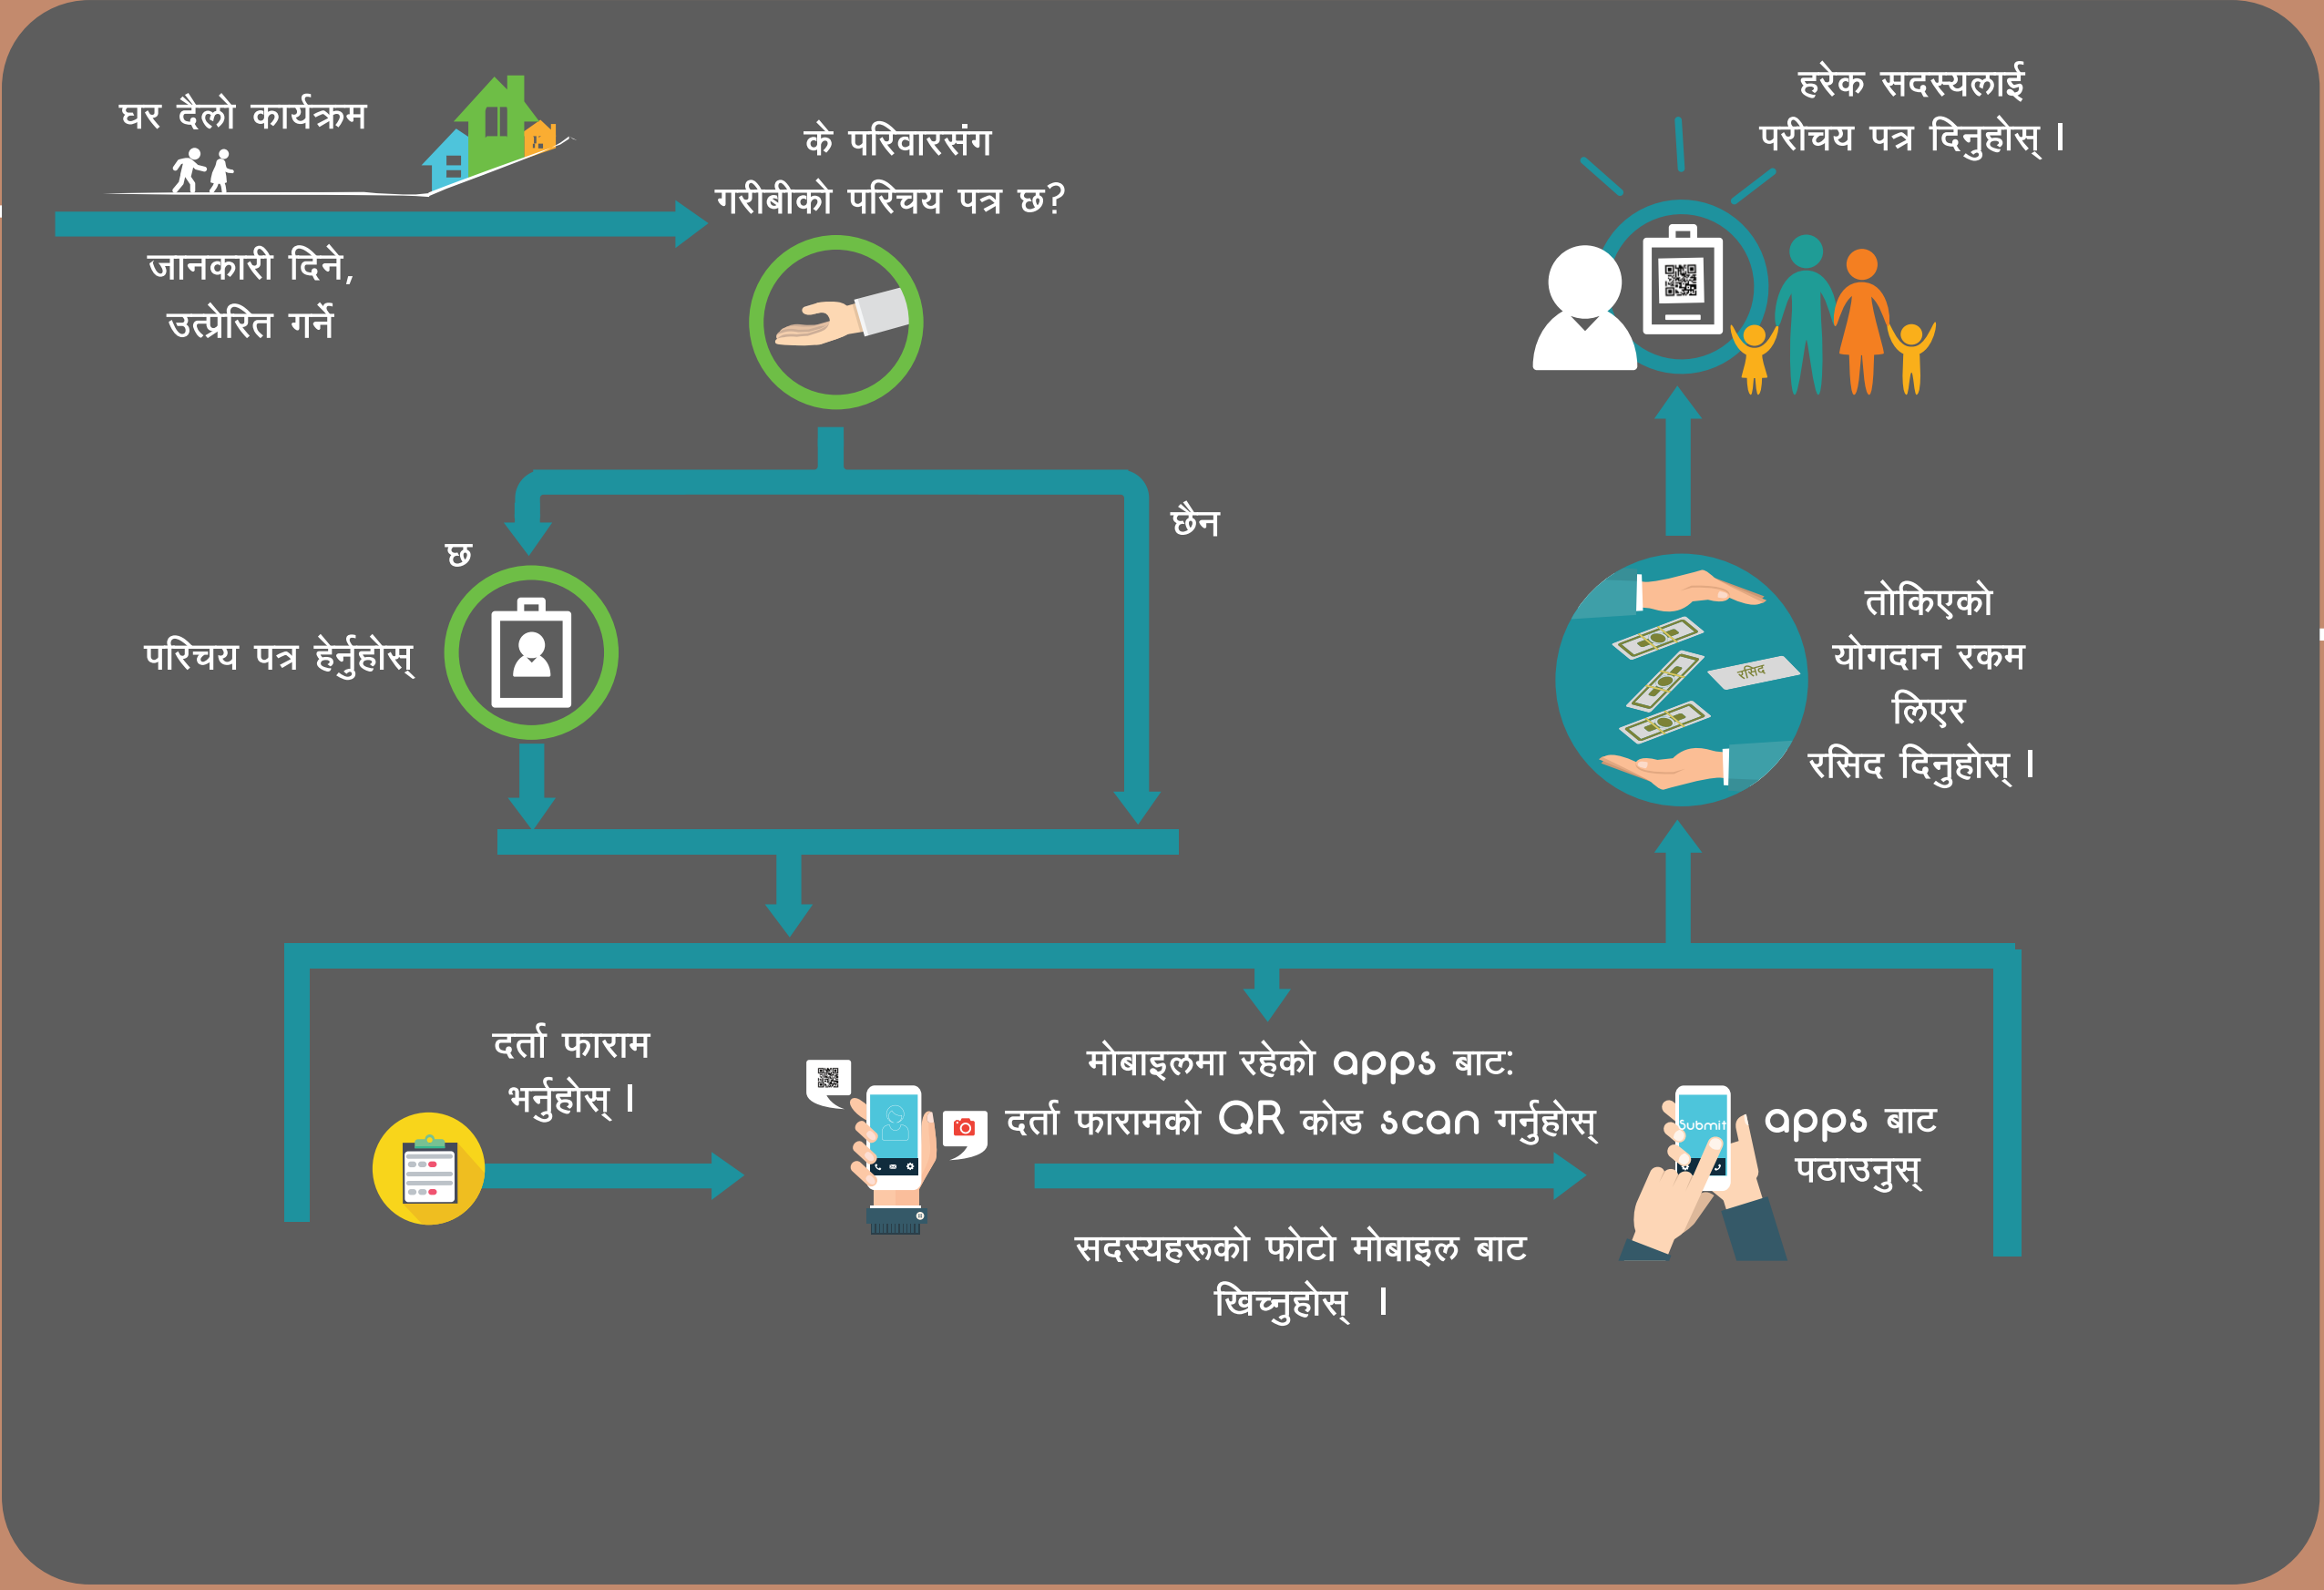 घर दैलो कार्यक्रम
जानकारी दिने,
उत्प्रेरित गर्ने
के परिवारसंग
गरीबीको परिचय पत्र छ?
छ
छैन
परिचय पत्र हेर्नुहोस्
दर्ता फाराम
भर्नुहोस् ।
मोबाइलमा रहेको apps बाट:
दर्ता फारामको QR कोड scan गर्नुहोस्
सदस्यहरुको फोटो मोबाइल बाट
खिच्नुहोस् ।
Submit
apps बाट
पठाउनुस्
तोकिएको
योगदान रकम
लिएर
रसिद दिनुहोस् ।
रसिद
हरेक सदस्यलाई
परीचय पत्र दिनुहोस् ।